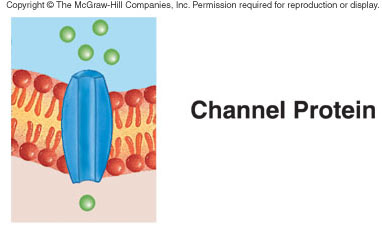 Copyright © The McGraw-Hill Companies, Inc. Permission required for reproduction or display.
Channel Protein